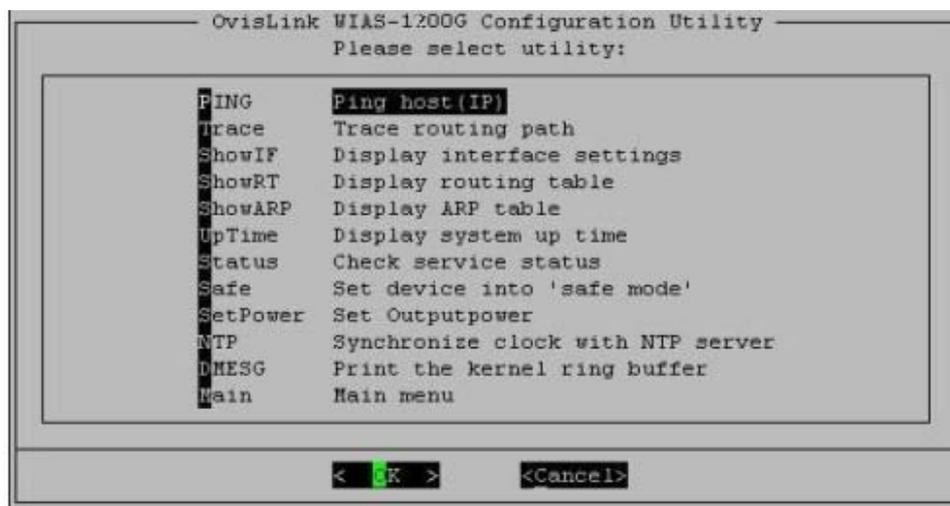 OvisLink WIAS-1200G Configuration Utility
Please select utility:
PING Ping host(IP)
Trace Trace routing path
ShowIF Display interface settings
ShowRT Display routing table
ShowARP Display ARP table
UpTime Display system up time
Status Check service status
Safe Set device into 'safe mode'
SetPower Set Outputpower
NTP Synchronize clock with NTP server
DMESG Print the kernel ring buffer
Main Main menu
< OK > <Cancel>